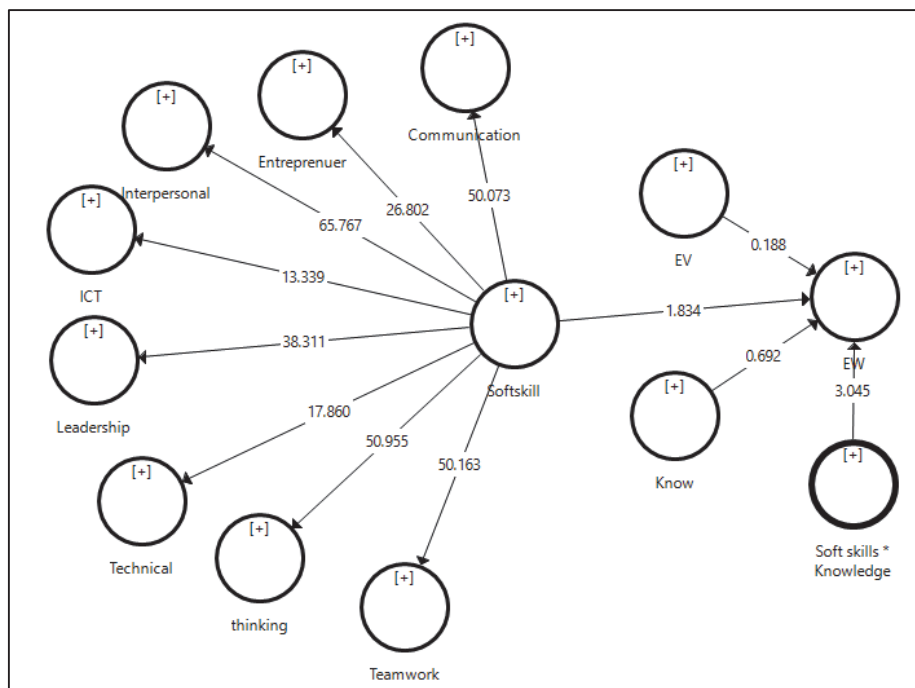 [+]
Communication
[+]
Entreprenuer
[+]
Interpersonal
[+]
ICT
[+]
Leadership
[+]
Technical
[+]
thinking
[+]
Teamwork
[+]
Softskill
50.073
26.802
65.767
13.339
38.311
17.860
50.955
50.163
[+]
EV
0.188
1.834
[+]
EW
0.692
[+]
Know
3.045
[+]
Soft skills *
Knowledge